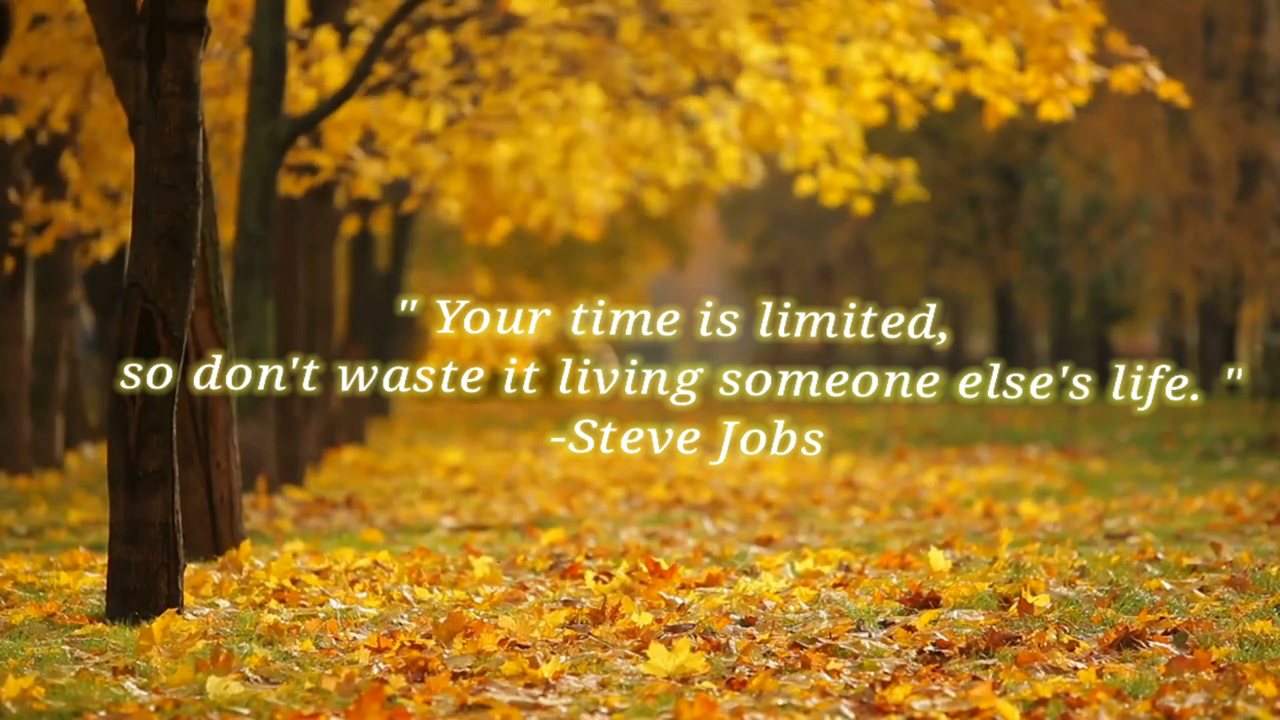 " Your time is limited,
so don't waste it living someone else's life. "
-Steve Jobs